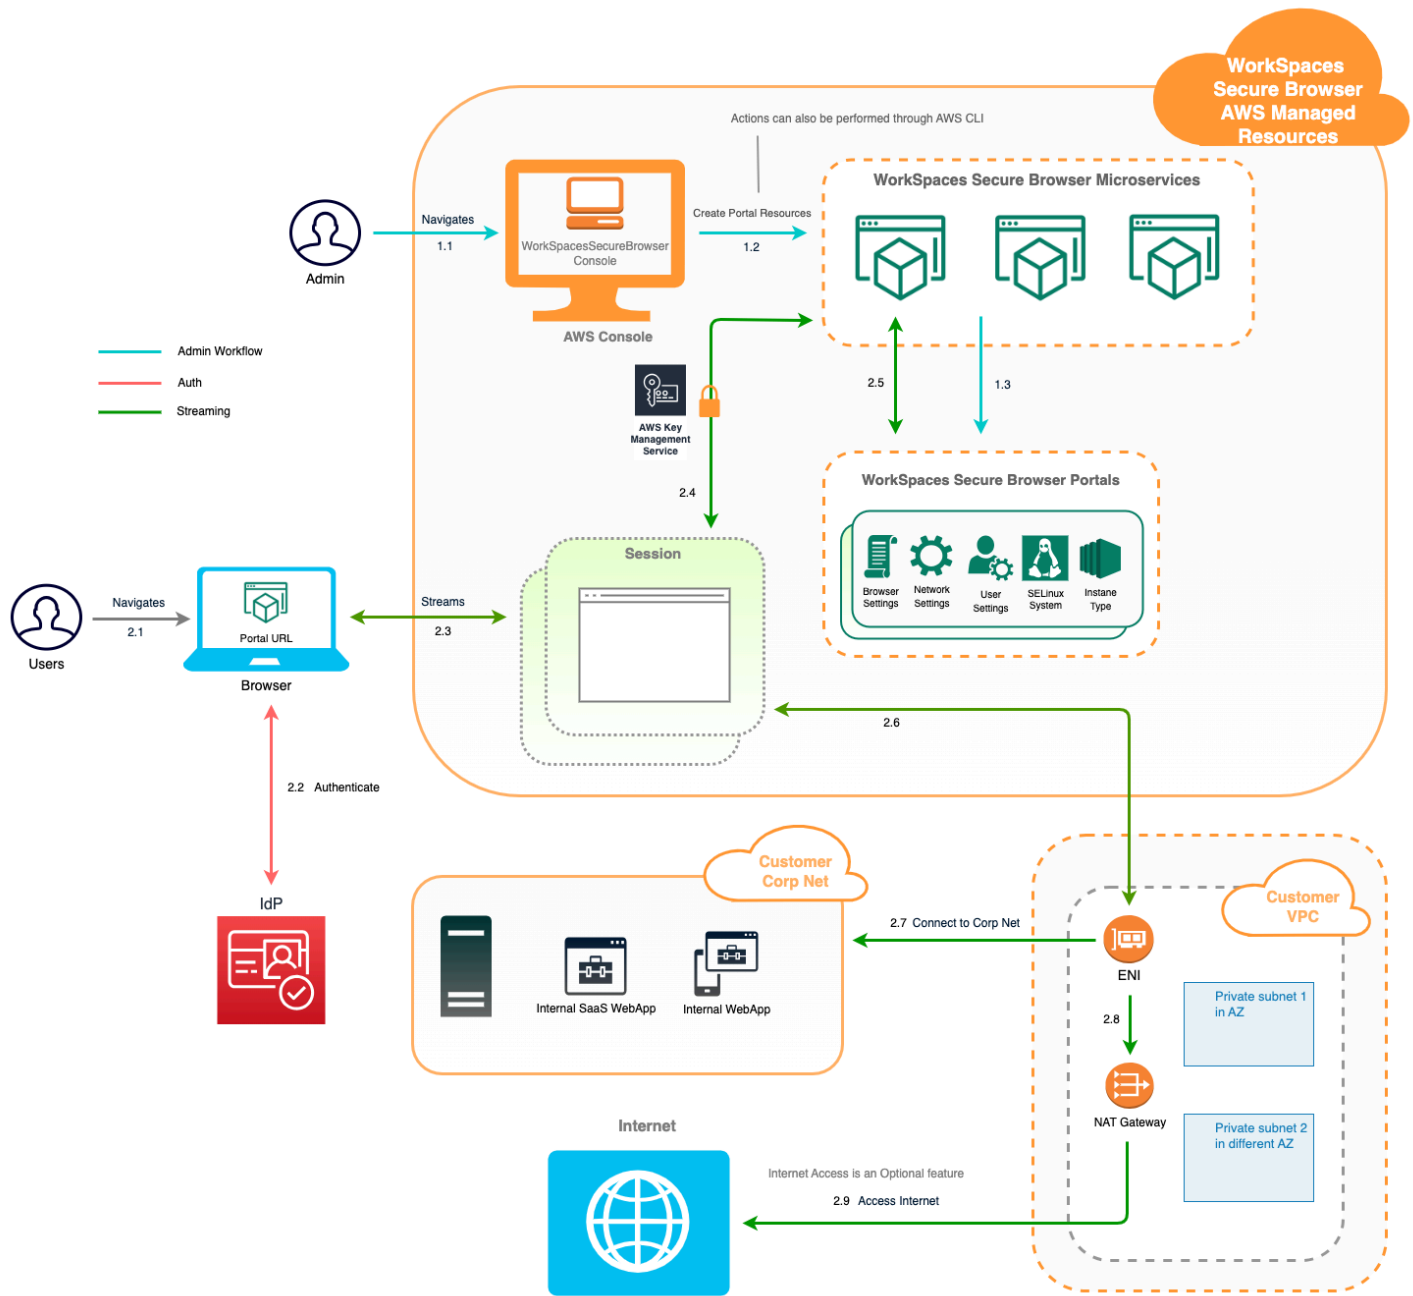 WorkSpaces
Secure Browser
AWS Managed
Resources
Actions can also be performed through AWS CLI
WorkSpaces Secure Browser Microservices
Navigates
1.1
Admin
WorkSpacesSecureBrowser
Console
AWS Console
Create Portal Resources
1.2
Admin Workflow
Auth
Streaming
AWS Key
Management
Service
2.4
2.5
1.3
WorkSpaces Secure Browser Portals
Browser
Settings
Network
Settings
User
Settings
SELinux
System
Instane
Type
Session
Users
Navigates
2.1
Portal URL
Browser
Streams
2.3
2.6
2.2 Authenticate
IdP
Customer
Corp Net
Internal SaaS WebApp
Internal WebApp
2.7 Connect to Corp Net
Customer
VPC
ENI
2.8
Private subnet 1
in AZ
NAT Gateway
Private subnet 2
in different AZ
Internet
Internet Access is an Optional feature
2.9 Access Internet